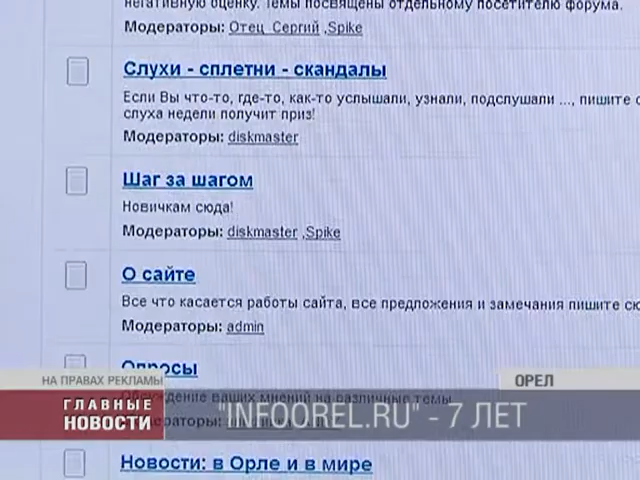 негативную оценку. Темы посвящены отдельному посетителю форума.
Модераторы: Отец_Сергий ,Spike
Слухи - сплетни - скандалы
Если Вы что-то, где-то, как-то услышали, узнали, подслушали ..., пишите
слуха недели получит приз!
Модераторы: diskmaster
Шаг за шагом
Новичкам сюда!
Модераторы: diskmaster ,Spike
О сайте
Все что касается работы сайта, все предложения и замечания пишите
Модераторы: admin
Опросы
НА ПРАВАХ РЕКЛАМЫ
ОРЕЛ
ваших мнений на различные темы
ГЛАВНЫЕ
НОВОСТИ
"INFOOREL.RU" - 7 ЛЕТ
Новости: в Орле и в мире